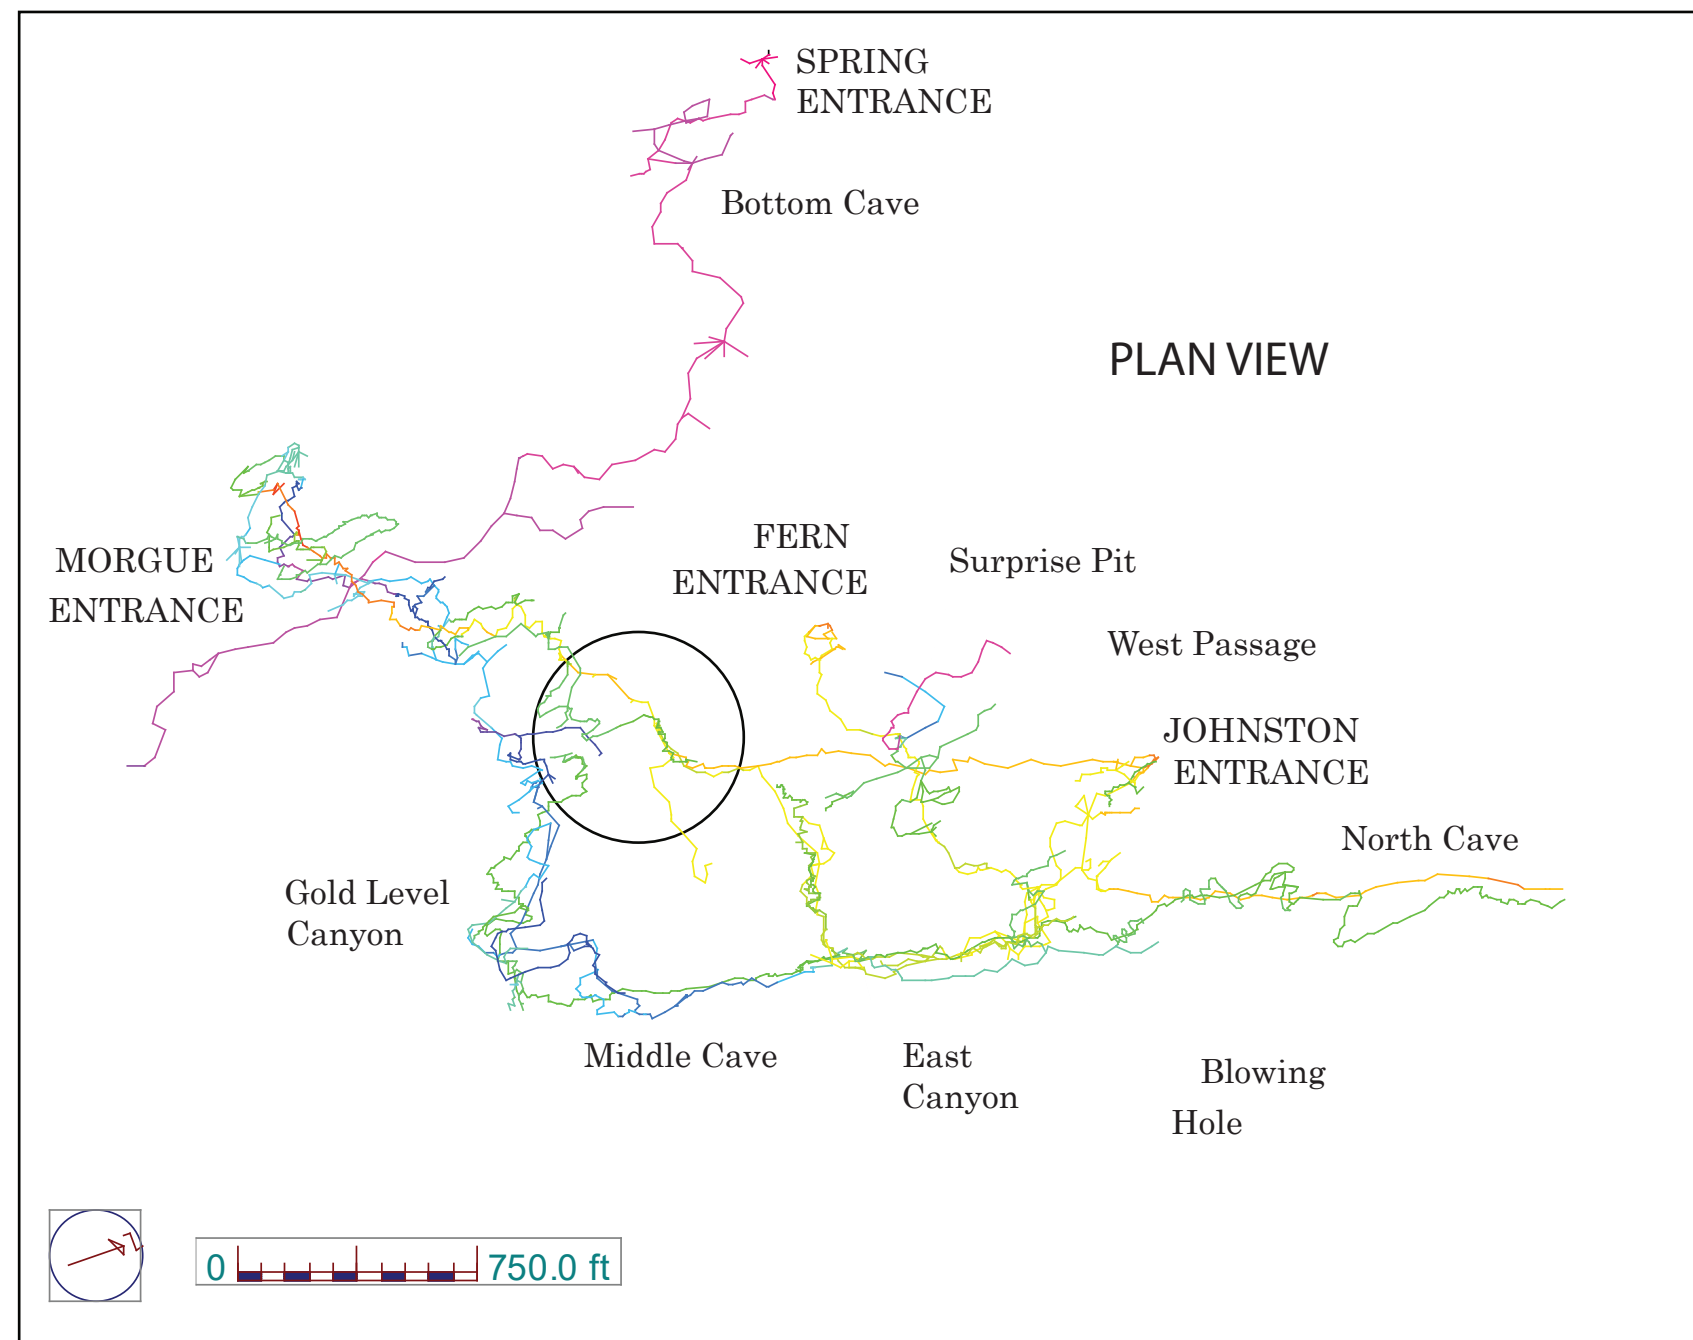 SPRING
ENTRANCE
Bottom Cave
PLAN VIEW
FERN
ENTRANCE
Surprise Pit
MORGUE
ENTRANCE
West Passage
JOHNSTON
ENTRANCE
North Cave
Gold Level
Canyon
Middle Cave
East
Canyon
Blowing
Hole
0 750.0 ft